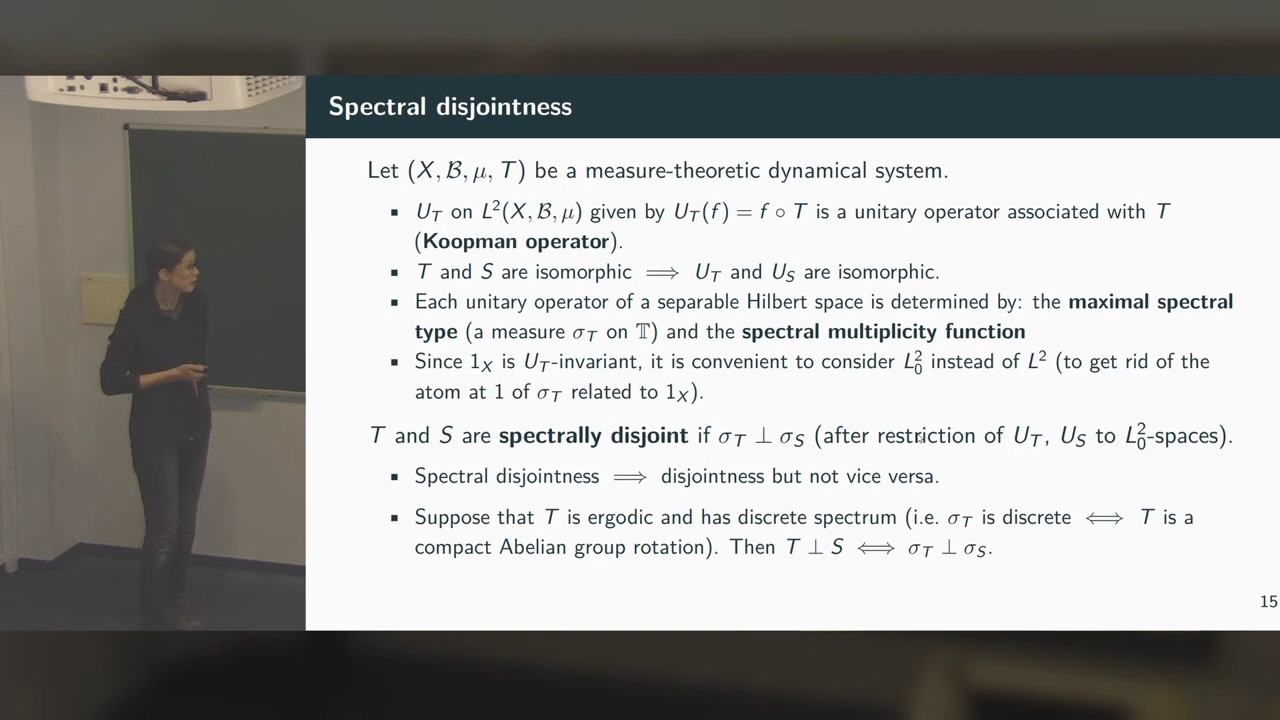 Spectral disjointness
Let (X, ℬ, μ, T) be a measure-theoretic dynamical system.
▪ U_T on L²(X, ℬ, μ) given by U_T(f) = f ∘ T is a unitary operator associated with T
(Koopman operator).
▪ T and S are isomorphic ⟹ U_T and U_S are isomorphic.
▪ Each unitary operator of a separable Hilbert space is determined by: the maximal spectral
type (a measure σ_T on 𝕋) and the spectral multiplicity function
▪ Since 1_X is U_T-invariant, it is convenient to consider L²₀ instead of L² (to get rid of the
atom at 1 of σ_T related to 1_X).
T and S are spectrally disjoint if σ_T ⊥ σ_S (after restriction of U_T, U_S to L²₀-spaces).
▪ Spectral disjointness ⟹ disjointness but not vice versa.
▪ Suppose that T is ergodic and has discrete spectrum (i.e. σ_T is discrete ⟺ T is a
compact Abelian group rotation). Then T ⊥ S ⟺ σ_T ⊥ σ_S.
15